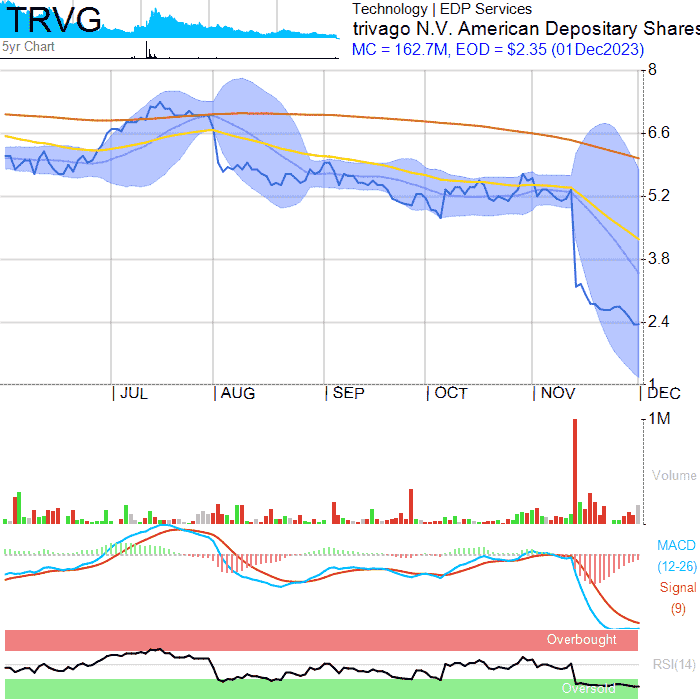 TRVG
Technology | EDP Services
trivago N.V. American Depositary Shares
5yr Chart
MC = 162.7M, EOD = $2.35 (01Dec2023)
8
6.6
5.2
3.8
2.4
1
JUL
AUG
SEP
OCT
NOV
DEC
1M
Volume
MACD
(12-26)
Signal
(9)
Overbought
RSI(14)
Oversold